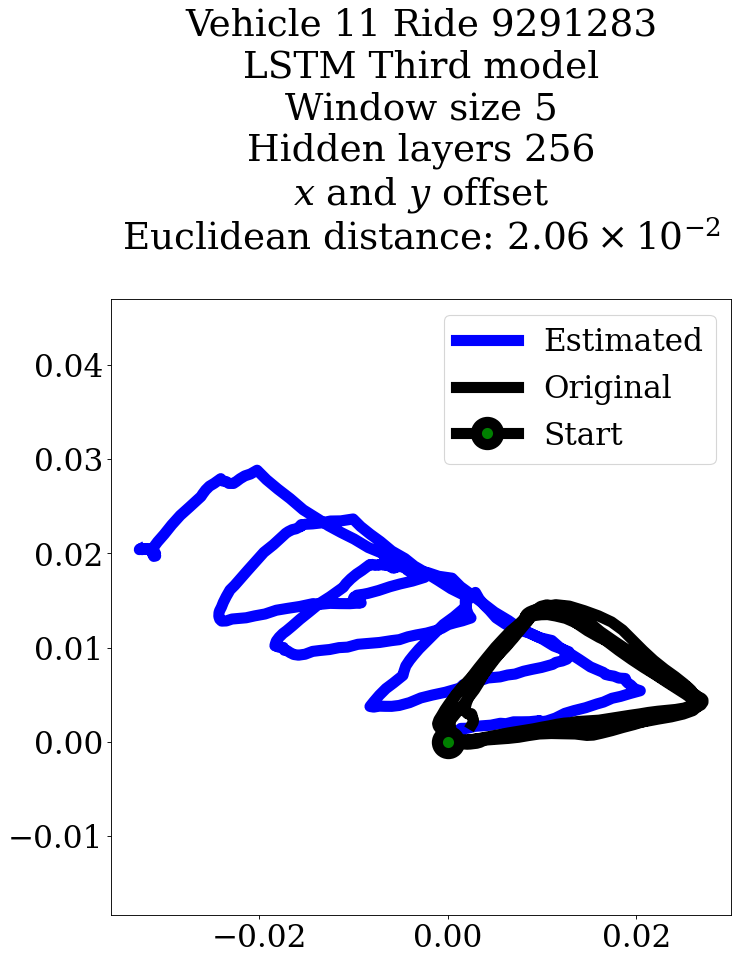 Vehicle 11 Ride 9291283
LSTM Third model
Window size 5
Hidden layers 256
x and y offset
Euclidean distance: 2.06 × 10⁻²
Estimated
Original
Start
0.04
0.03
0.02
0.01
0.00
−0.01
−0.02
0.00
0.02